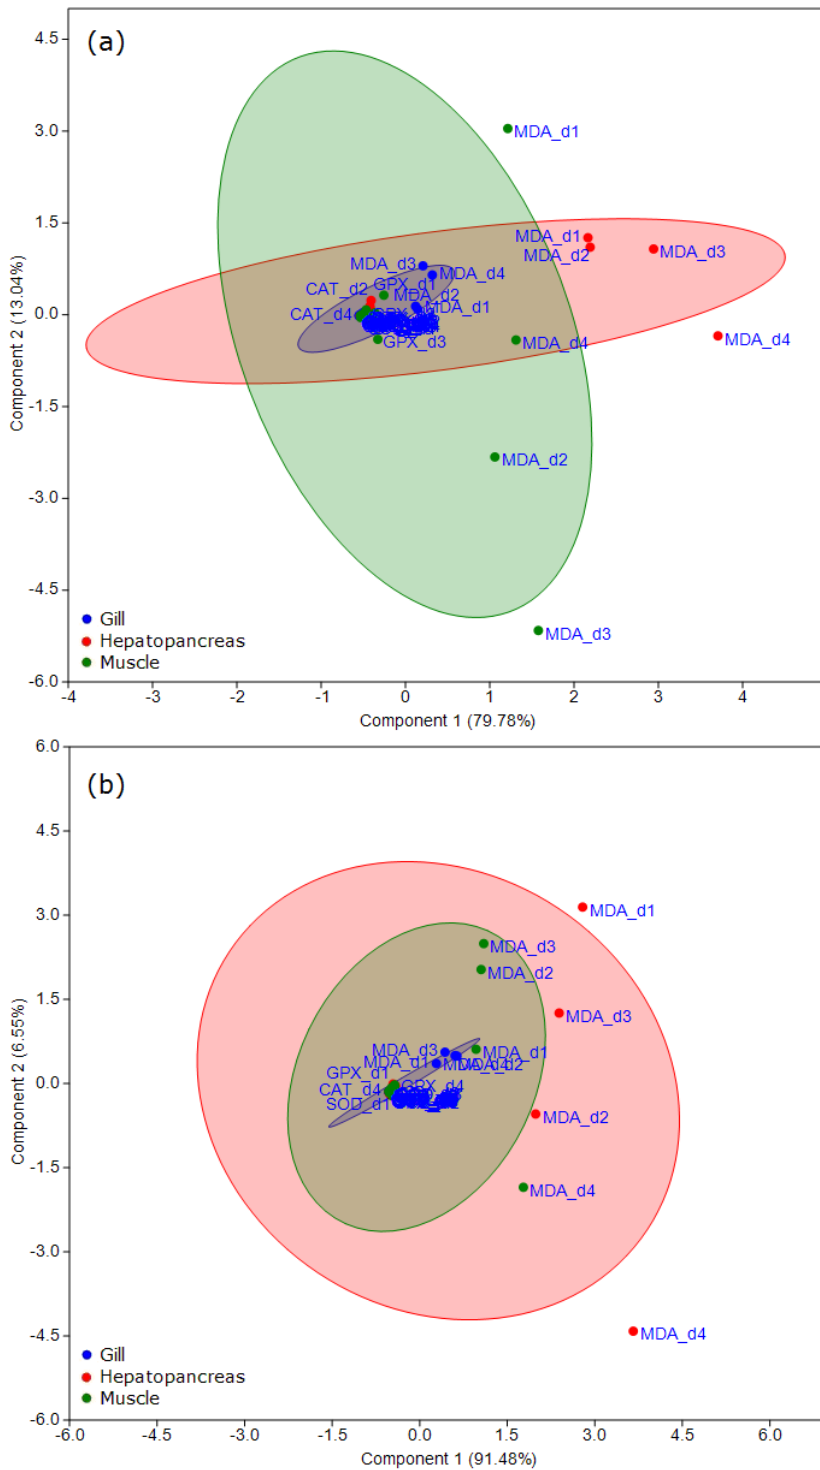 (a)
4.5
3.0
1.5
0.0
-1.5
-3.0
-4.5
-6.0
Component 2 (13.04%)
MDA_d1
MDA_d1
MDA_d2
MDA_d3
MDA_d3
MDA_d4
CAT_d2
GPX_d1
MDA_d2
CAT_d4
MDA_d1
GPX_d3
MDA_d4
MDA_d4
MDA_d2
MDA_d3
Gill
Hepatopancreas
Muscle
-4
-3
-2
-1
0
1
2
3
4
Component 1 (79.78%)
(b)
6.0
4.5
3.0
1.5
0.0
-1.5
-3.0
-4.5
-6.0
Component 2 (6.55%)
MDA_d1
MDA_d3
MDA_d2
MDA_d3
MDA_d3
MDA_d1
MDA_d1
MDA_d2
GPX_d1
GPX_d4
CAT_d4
SOD_d1
MDA_d2
MDA_d4
MDA_d4
Gill
Hepatopancreas
Muscle
-6.0
-4.5
-3.0
-1.5
0.0
1.5
3.0
4.5
6.0
Component 1 (91.48%)